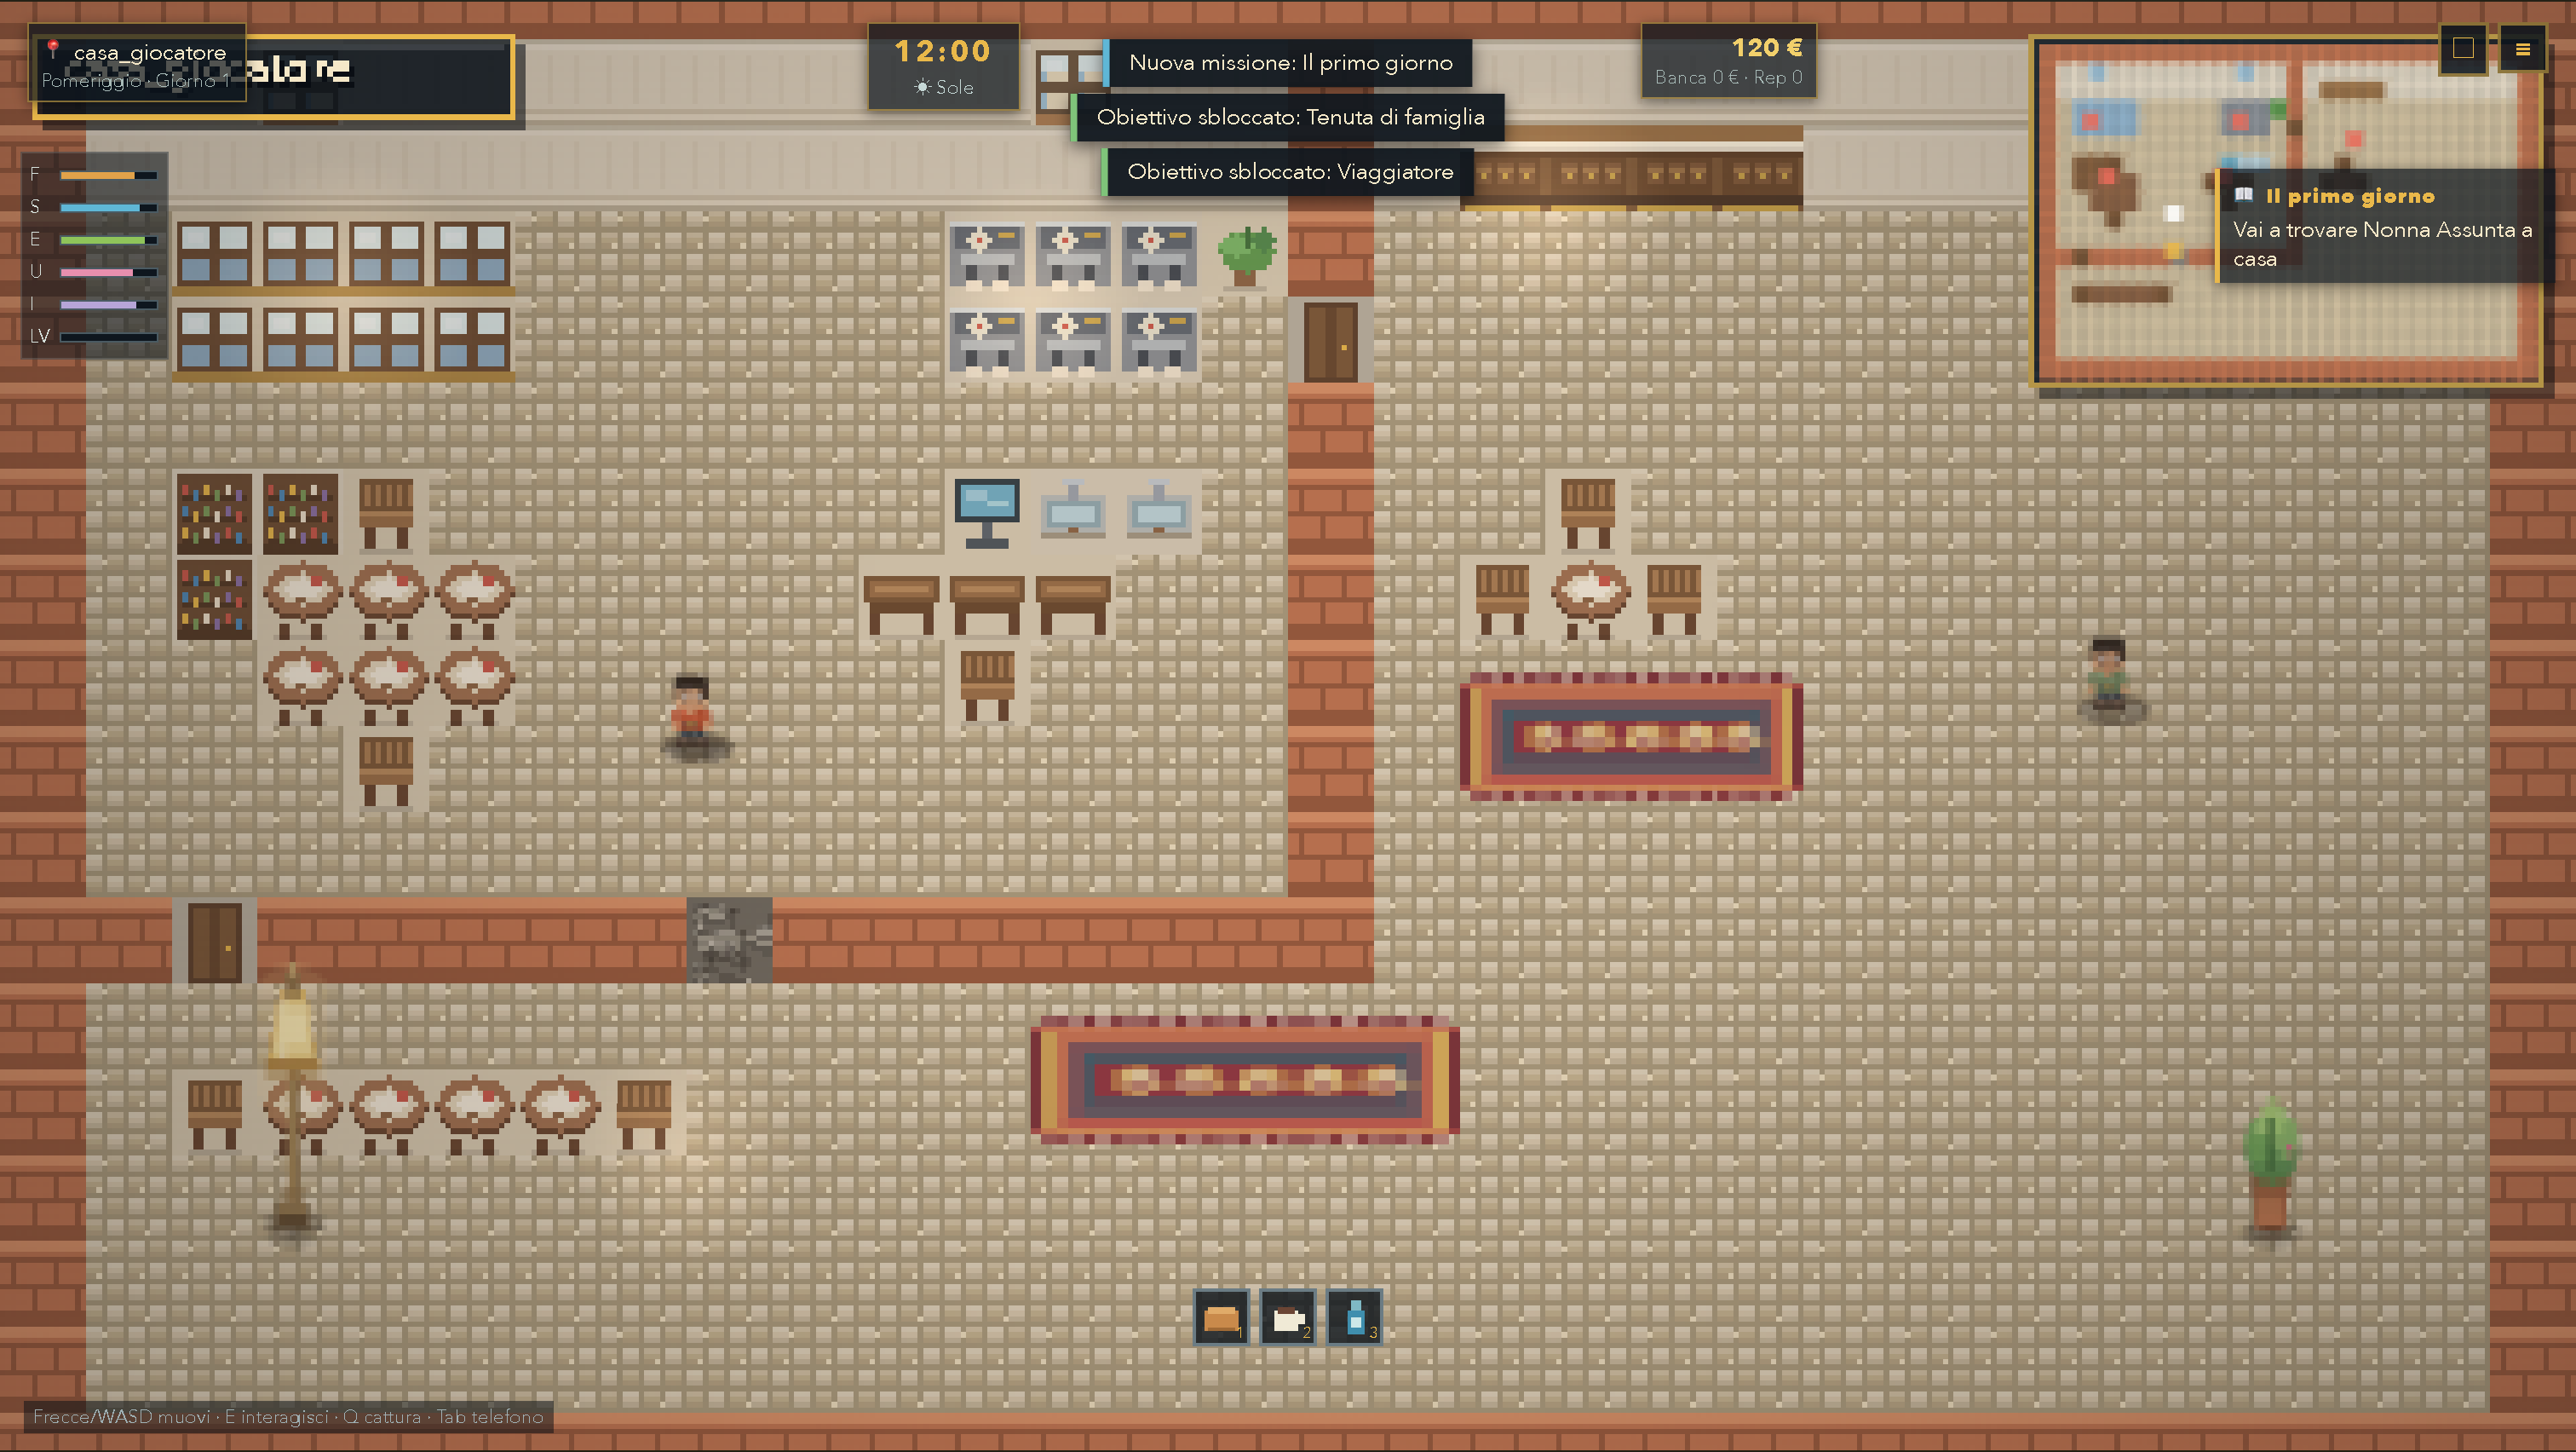 casa_giocatore
Pomeriggio · Giorno 1
12:00
Sole
Nuova missione: Il primo giorno
Obiettivo sbloccato: Tenuta di famiglia
Obiettivo sbloccato: Viaggiatore
120 €
Banca 0 € · Rep 0
Il primo giorno
Vai a trovare Nonna Assunta a
casa
F
S
E
U
I
LV
1
2
3
Frecce/WASD muovi · E interagisci · Q cattura · Tab telefono